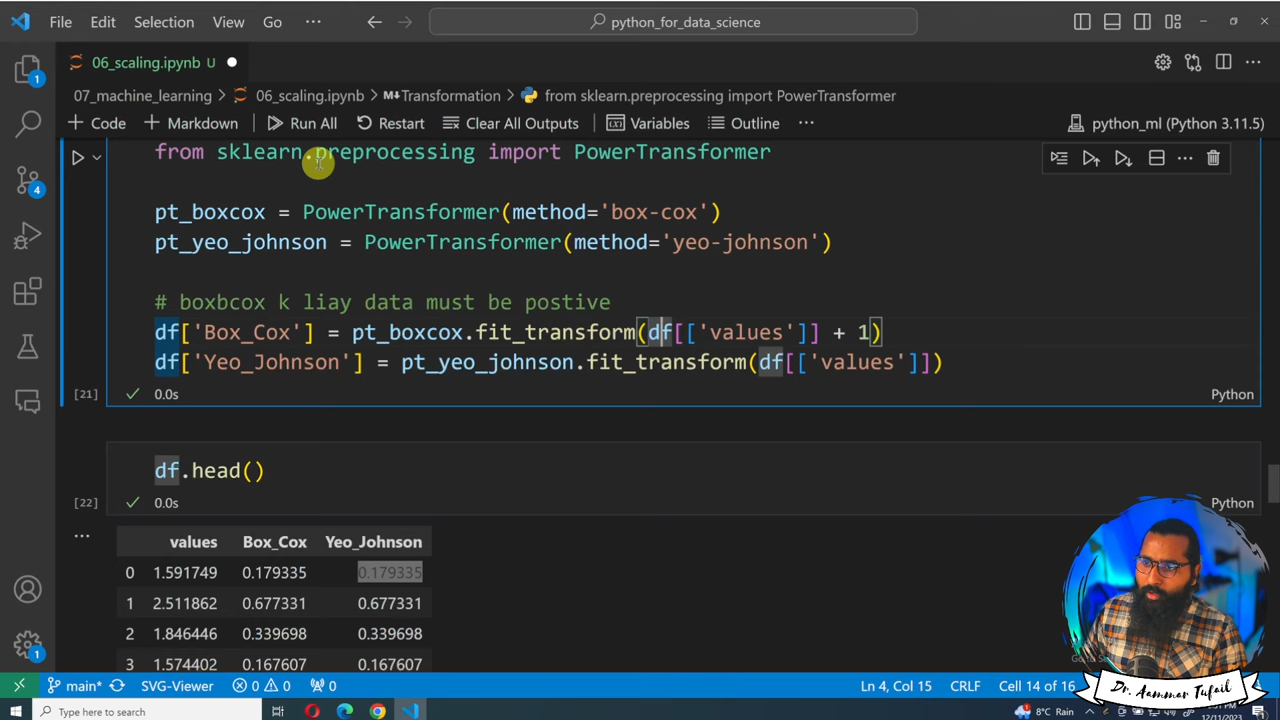 File Edit Selection View Go ··· python_for_data_science
06_scaling.ipynb U
07_machine_learning > 06_scaling.ipynb > Transformation > from sklearn.preprocessing import PowerTransformer
+ Code + Markdown Run All Restart Clear All Outputs Variables Outline ··· python_ml (Python 3.11.5)
from sklearn.preprocessing import PowerTransformer
pt_boxcox = PowerTransformer(method='box-cox')
pt_yeo_johnson = PowerTransformer(method='yeo-johnson')
# boxbcox k liay data must be postive
df['Box_Cox'] = pt_boxcox.fit_transform(df[['values']] + 1)
df['Yeo_Johnson'] = pt_yeo_johnson.fit_transform(df[['values']])
[21] 0.0s Python
df.head()
[22] 0.0s Python
values Box_Cox Yeo_Johnson
0 1.591749 0.179335 0.179335
1 2.511862 0.677331 0.677331
2 1.846446 0.339698 0.339698
3 1.574402 0.167607 0.167607
1
4
1
main* SVG-Viewer 0 0 0 Ln 4, Col 15 CRLF Cell 14 of 16
Dr. Aammar Tufail
Type here to search 8°C Rain